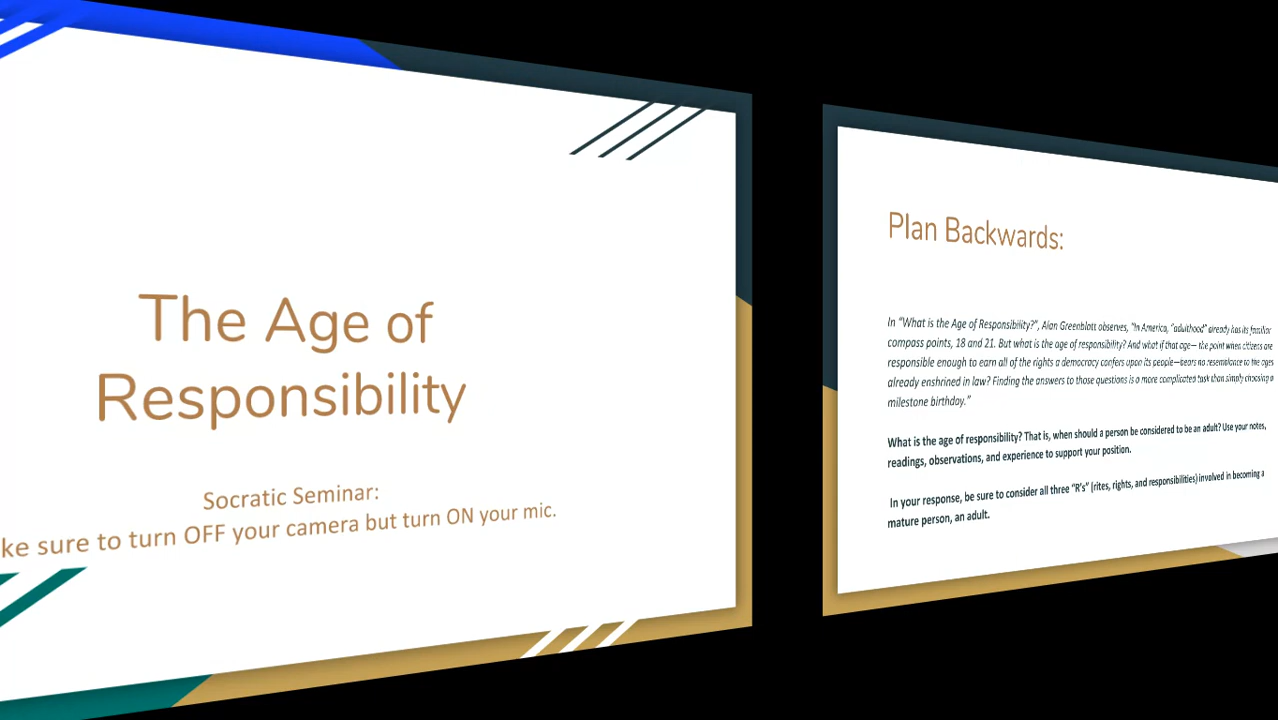 The Age of
Responsibility
Socratic Seminar:
ke sure to turn OFF your camera but turn ON your mic.
Plan Backwards:
In “What is the Age of Responsibility?”, Alan Greenblatt observes, “In America, “adulthood” already has its familiar
compass points, 18 and 21. But what is the age of responsibility? And what if that age— the point when citizens are
responsible enough to earn all of the rights a democracy confers upon its people—bears no resemblance to the ages
already enshrined in law? Finding the answers to those questions is a more complicated task than simply choosing a
milestone birthday.”
What is the age of responsibility? That is, when should a person be considered to be an adult? Use your notes,
readings, observations, and experience to support your position.
In your response, be sure to consider all three “R's” (rites, rights, and responsibilities) involved in becoming a
mature person, an adult.